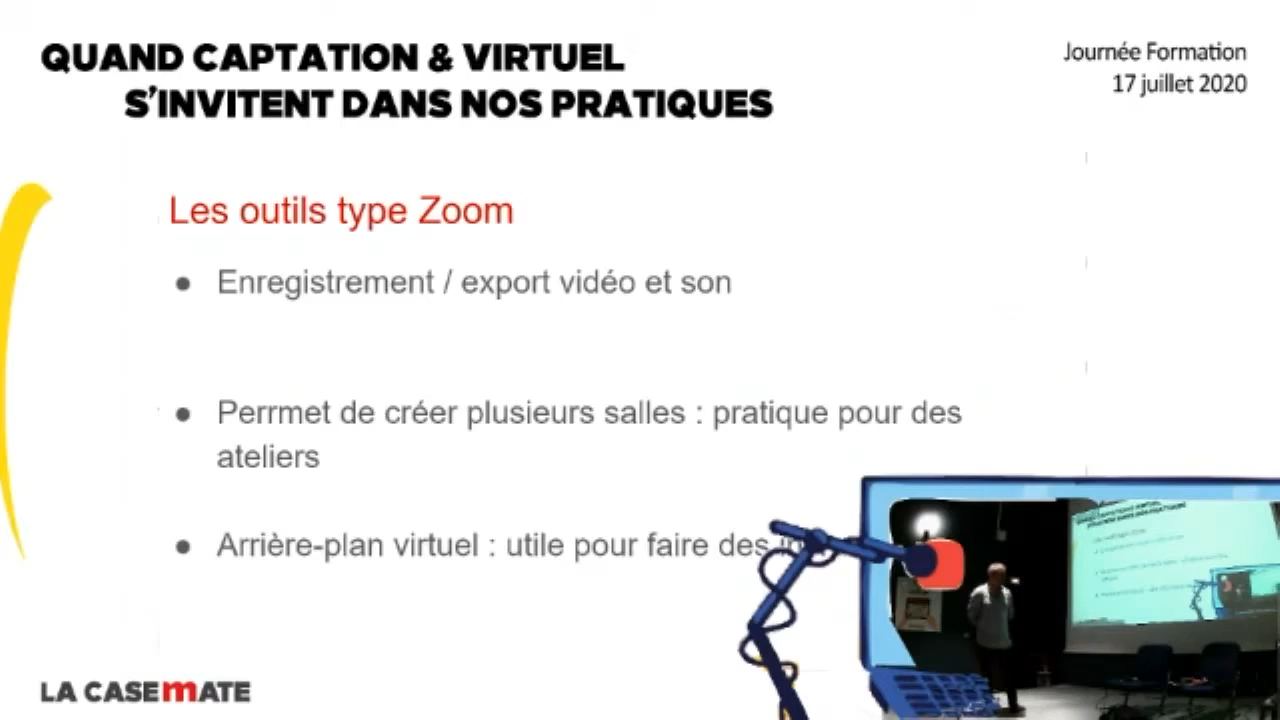 QUAND CAPTATION & VIRTUEL
S'INVITENT DANS NOS PRATIQUES
Journée Formation
17 juillet 2020
Les outils type Zoom
● Enregistrement / export vidéo et son
● Perrmet de créer plusieurs salles : pratique pour des
ateliers
● Arrière-plan virtuel : utile pour faire des
LA CASEMATE